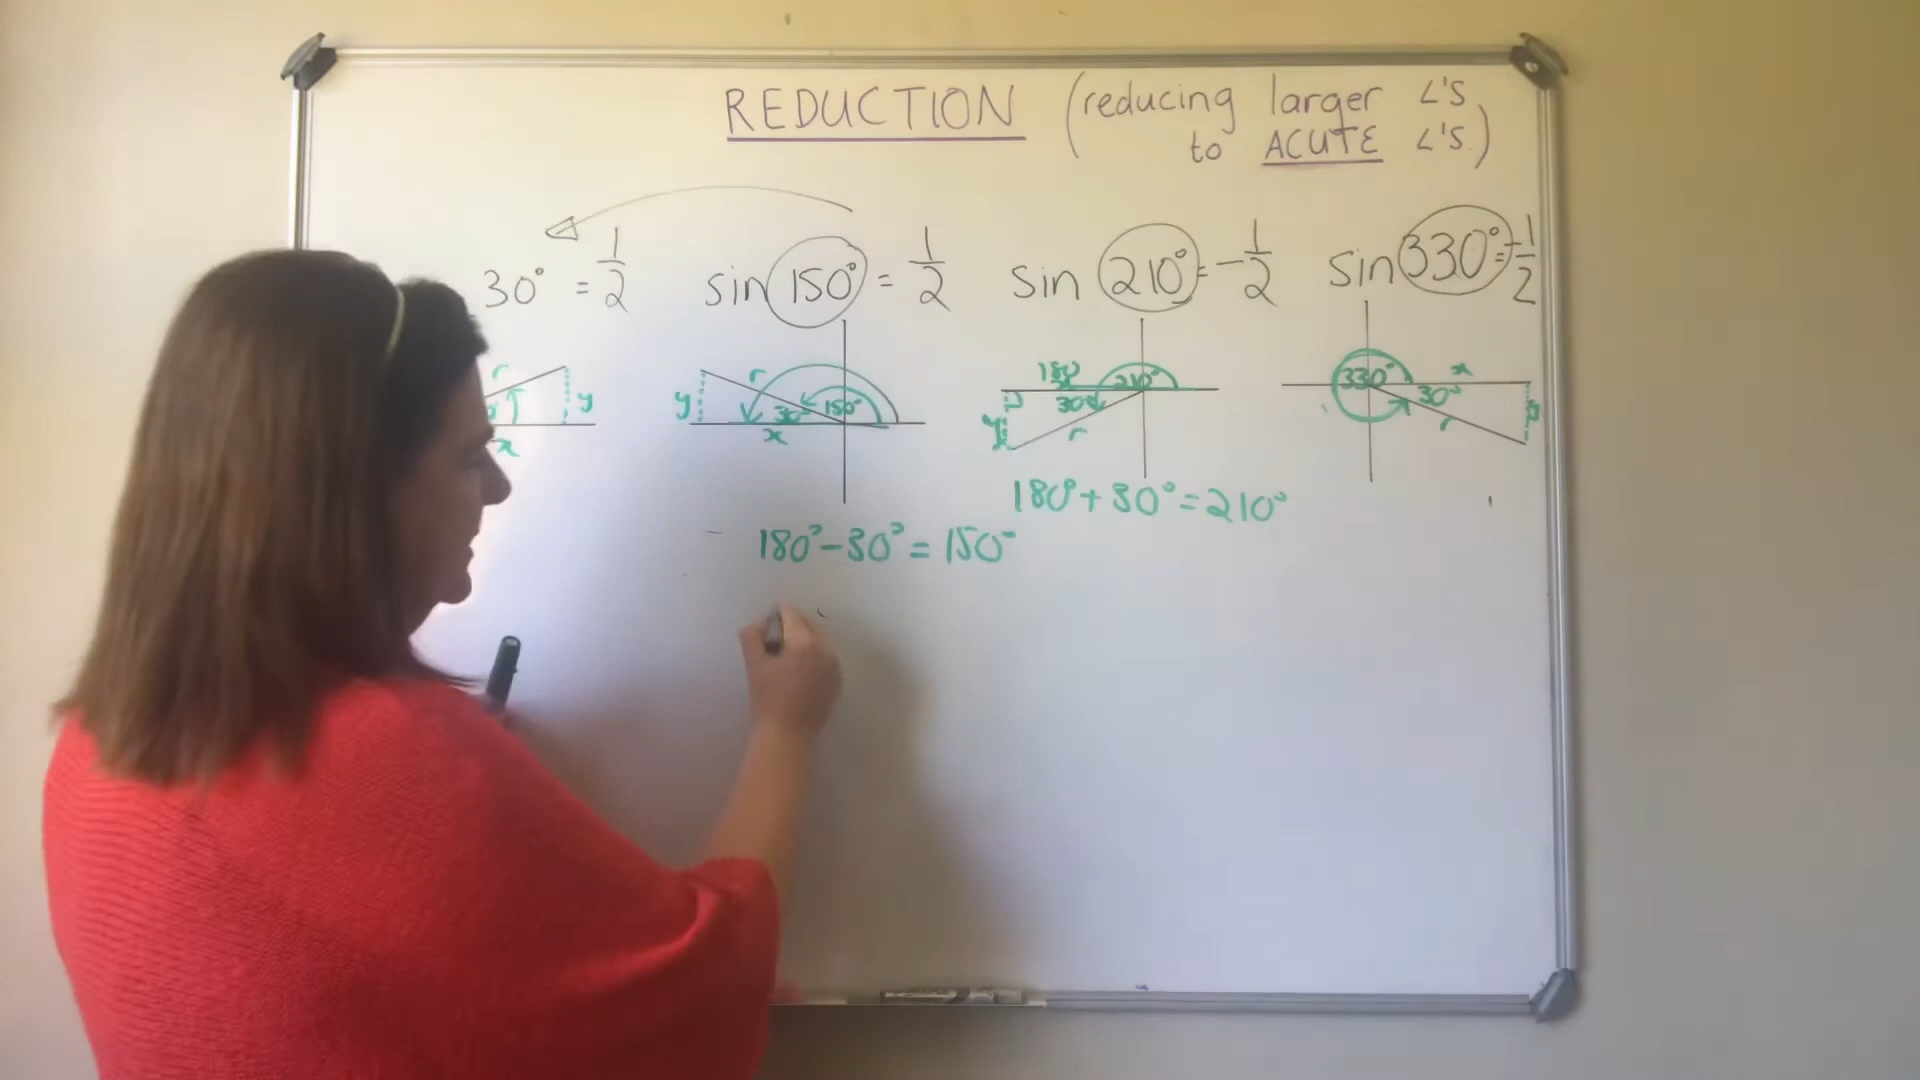 REDUCTION (reducing larger ∠'S
to ACUTE ∠'S.)
30° = 1/2
sin 150° = 1/2
sin 210° = -1/2
sin 330° = -1/2
r
y
x
y
r
30°
150°
x
180°
210°
30°
y
r
330°
x
30°
y
r
180° + 30° = 210°
180° - 30° = 150°